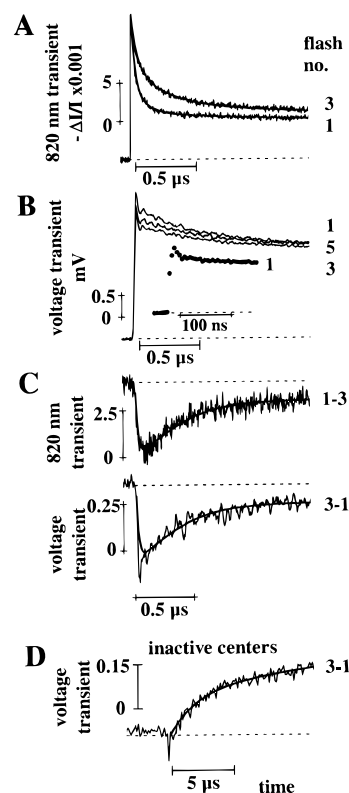 A
820 nm transient
- ΔI/I x0.001
5
0
flash
no.
3
1
0.5 µs
B
voltage transient
mV
0.5
0
1
5
3
1
100 ns
0.5 µs
C
820 nm
transient
2.5
0
1-3
voltage
transient
0.25
0
3-1
0.5 µs
D
inactive centers
voltage
transient
0.15
0
3-1
5 µs
time